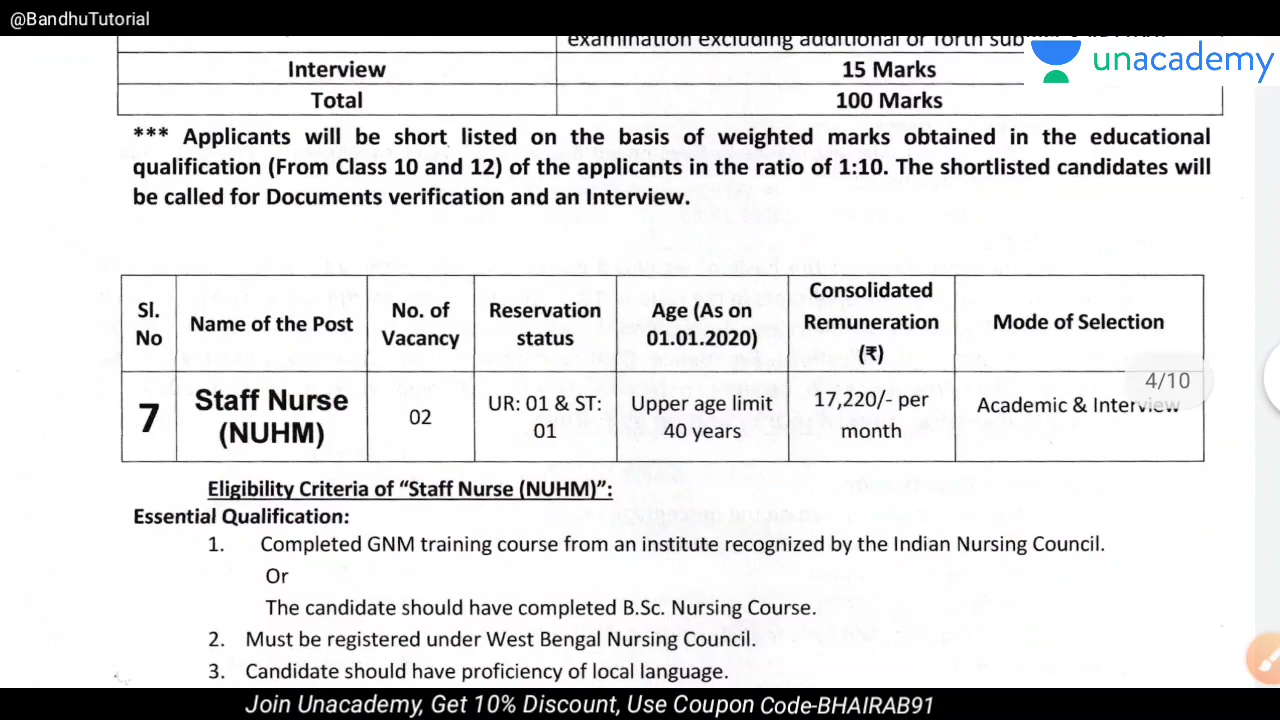 @BandhuTutorial
examination excluding additional or forth
unacademy
Interview 15 Marks
Total 100 Marks
*** Applicants will be short listed on the basis of weighted marks obtained in the educational
qualification (From Class 10 and 12) of the applicants in the ratio of 1:10. The shortlisted candidates will
be called for Documents verification and an Interview.
Sl. No
Name of the Post
No. of Vacancy
Reservation status
Age (As on 01.01.2020)
Consolidated Remuneration (₹)
Mode of Selection
7
Staff Nurse (NUHM)
02
UR: 01 & ST: 01
Upper age limit 40 years
17,220/- per month
Academic & Interview
4/10
Eligibility Criteria of “Staff Nurse (NUHM)”:
Essential Qualification:
1. Completed GNM training course from an institute recognized by the Indian Nursing Council.
Or
The candidate should have completed B.Sc. Nursing Course.
2. Must be registered under West Bengal Nursing Council.
3. Candidate should have proficiency of local language.
Join Unacademy, Get 10% Discount, Use Coupon Code-BHAIRAB91